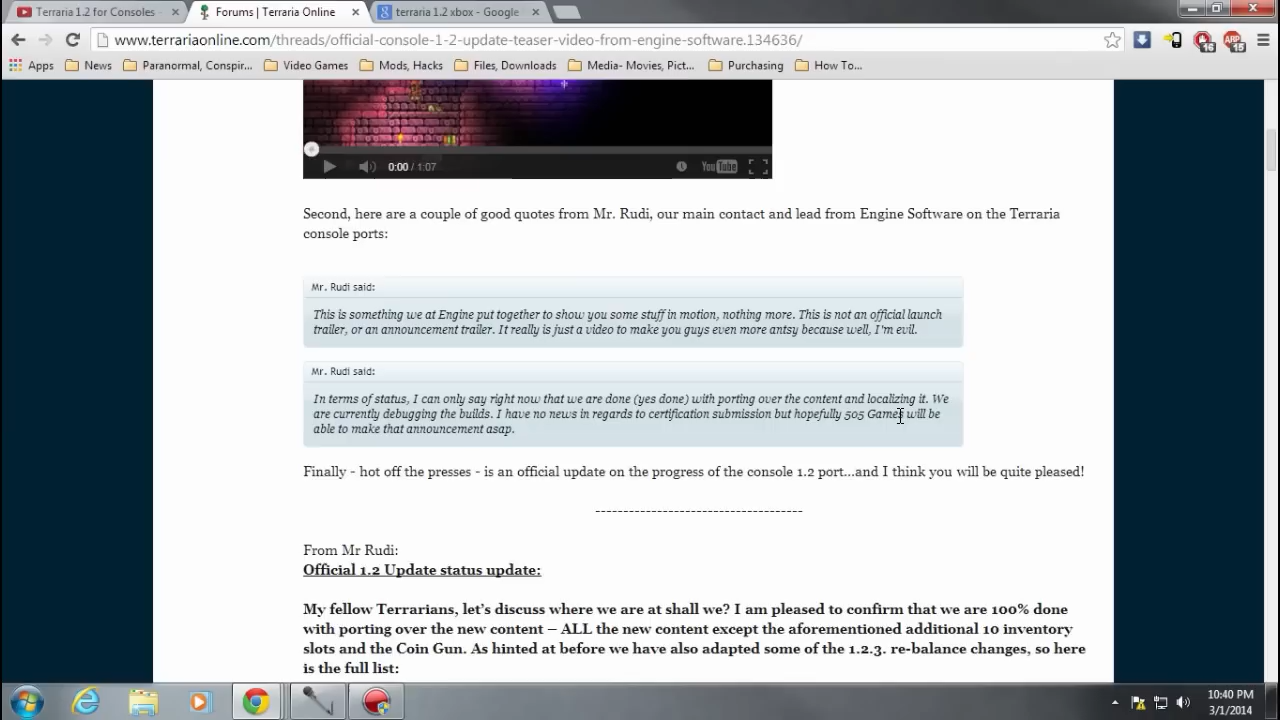 Terraria 1.2 for Consoles
Forums | Terraria Online
terraria 1.2 xbox - Google
www.terrariaonline.com/threads/official-console-1-2-update-teaser-video-from-engine-software.134636/
16
ABP
15
Apps
News
Paranormal, Conspir...
Video Games
Mods, Hacks
Files, Downloads
Media- Movies, Pict...
Purchasing
How To...
0:00 / 1:07
YouTube
Second, here are a couple of good quotes from Mr. Rudi, our main contact and lead from Engine Software on the Terraria
console ports:
Mr. Rudi said:
This is something we at Engine put together to show you some stuff in motion, nothing more. This is not an official launch
trailer, or an announcement trailer. It really is just a video to make you guys even more antsy because well, I'm evil.
Mr. Rudi said:
In terms of status, I can only say right now that we are done (yes done) with porting over the content and localizing it. We
are currently debugging the builds. I have no news in regards to certification submission but hopefully 505 Games will be
able to make that announcement asap.
Finally - hot off the presses - is an official update on the progress of the console 1.2 port...and I think you will be quite pleased!
-------------------------------------
From Mr Rudi:
Official 1.2 Update status update:
My fellow Terrarians, let's discuss where we are at shall we? I am pleased to confirm that we are 100% done
with porting over the new content – ALL the new content except the aforementioned additional 10 inventory
slots and the Coin Gun. As hinted at before we have also adapted some of the 1.2.3. re-balance changes, so here
is the full list:
10:40 PM
3/1/2014